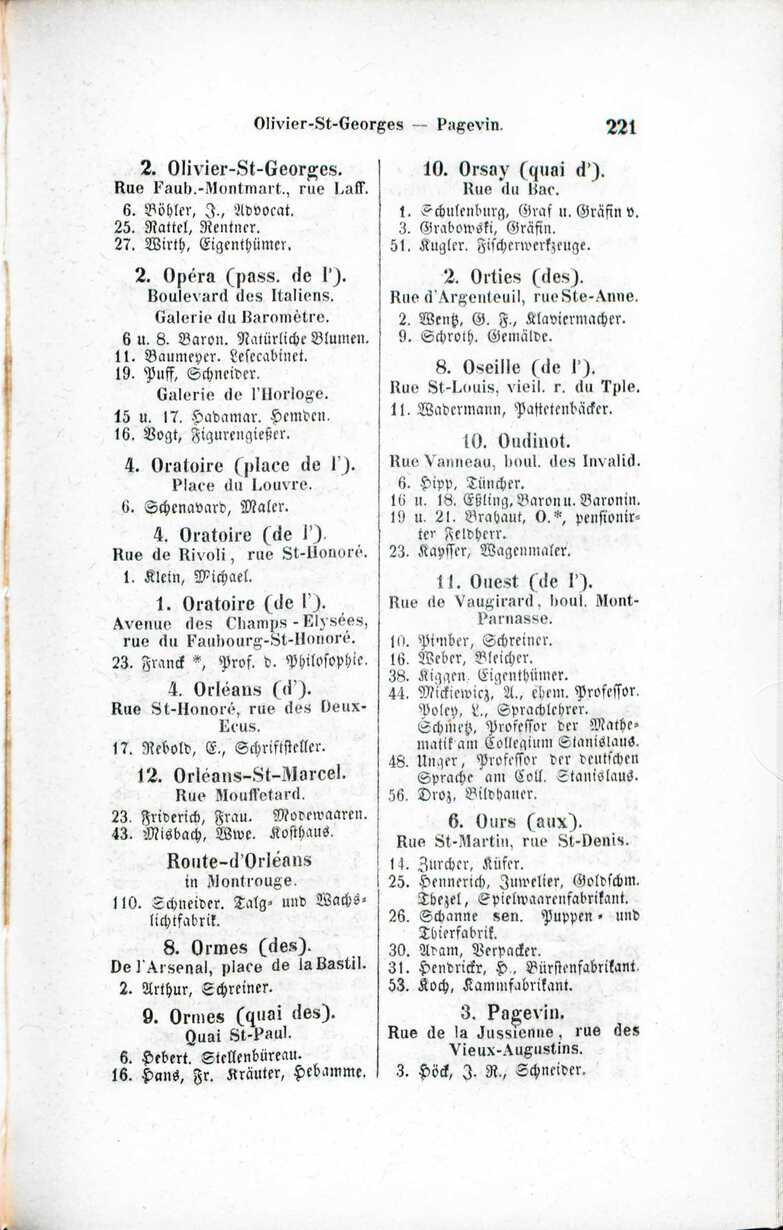 Olivier-St-Georges — Pagevin. 221
2. Olivier-St-Georges.
Rue Faub.-Montmart., rue Laff.
6. Böhler, J., Advocat.
25. Rattel, Rentner.
27. Wirth, Eigenthümer.
2. Opéra (pass. de l').
Boulevard des Italiens.
Galerie du Baromètre.
6 u. 8. Baron. Natürliche Blumen.
11. Baumeyer. Lesecabinet.
19. Puff, Schneider.
Galerie de l'Horloge.
15 u. 17. Hadamar. Hemden.
16. Vogt, Figurengießer.
4. Oratoire (place de l').
Place du Louvre.
6. Schenavard, Maler.
4. Oratoire (de l').
Rue de Rivoli, rue St-Honoré.
1. Klein, Michael.
1. Oratoire (de l').
Avenue des Champs-Elysées,
rue du Faubourg-St-Honoré.
23. Franck *, Prof. d. Philosophie.
4. Orléans (d').
Rue St-Honoré, rue des Deux-
Ecus.
17. Rebold, E., Schriftsteller.
12. Orléans-St-Marcel.
Rue Mouffetard.
23. Friderich, Frau. Modewaaren.
43. Misbach, Wwe. Kosthaus.
Route-d'Orléans
in Montrouge.
110. Schneider. Talg- und Wachs-
lichtfabrik.
8. Ormes (des).
De l'Arsenal, place de la Bastil.
2. Arthur, Schreiner.
9. Ormes (quai des).
Quai St-Paul.
6. Hebert. Stellenbüreau.
16. Hans, Fr. Kräuter, Hebamme.
10. Orsay (quai d').
Rue du Bac.
1. Schulenburg, Graf u. Gräfin v.
3. Grabowski, Gräfin.
51. Kugler. Fischerwerkzeuge.
2. Orties (des).
Rue d'Argenteuil, rue Ste-Anne.
2. Wentz, G. F., Klaviermacher.
9. Schroth. Gemälde.
8. Oseille (de l').
Rue St-Louis, vieil. r. du Tple.
11. Wadermann, Pastetenbäcker.
10. Oudinot.
Rue Vanneau, boul. des Invalid.
6. Hipp, Tüncher.
16 u. 18. Eßling, Baron u. Baronin.
19 u. 21. Brahaut, O. *, pensionir-
ter Feldherr.
23. Kaysser, Wagenmaler.
11. Ouest (de l').
Rue de Vaugirard, boul. Mont-
Parnasse.
10. Pimber, Schreiner.
16. Weber, Bleicher.
38. Kiggen. Eigenthümer.
44. Mickiewicz, A., ehem. Professor.
Poley, L., Sprachlehrer.
Schmetz, Professor der Mathe-
matik am Collegium Stanislaus.
48. Unger, Professor der deutschen
Sprache am Coll. Stanislaus.
56. Droz, Bildhauer.
6. Ours (aux).
Rue St-Martin, rue St-Denis.
14. Zurcher, Küfer.
25. Hennerich, Juwelier, Goldschm.
Thezel, Spielwaarenfabrikant.
26. Schanne sen. Puppen- und
Thierfabrik.
30. Adam, Verpacker.
31. Hendrickx, H., Bürstenfabrikant.
53. Koch, Kammfabrikant.
3. Pagevin.
Rue de la Jussienne, rue des
Vieux-Augustins.
3. Höck, J. N., Schneider.